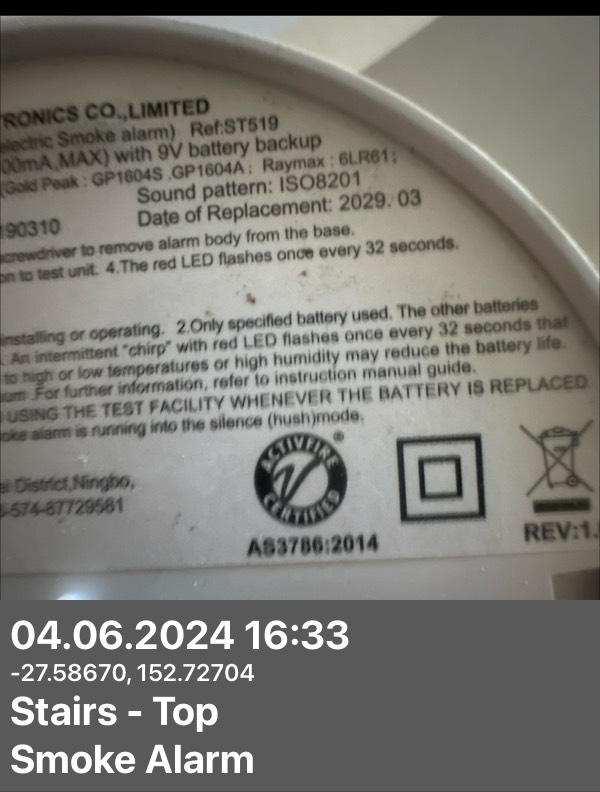 RONICS CO.,LIMITED
electric Smoke alarm) Ref:ST519
00mA,MAX) with 9V battery backup
(Gold Peak : GP1604S ,GP1604A ; Raymax : 6LR61;
Sound pattern: ISO8201
Date of Replacement: 2029. 03
190310
crewdriver to remove alarm body from the base.
on to test unit. 4.The red LED flashes once every 32 seconds.
installing or operating. 2.Only specified battery used. The other batteries
An intermittent "chirp" with red LED flashes once every 32 seconds that
to high or low temperatures or high humidity may reduce the battery life.
um .For further information, refer to instruction manual guide.
USING THE TEST FACILITY WHENEVER THE BATTERY IS REPLACED
oke alarm is running into the silence (hush)mode.
ei District,Ningbo,
6-574-87729581
ACTIVFIRE ®
CERTIFIED
AS3786:2014
REV:1.
04.06.2024 16:33
-27.58670, 152.72704
Stairs - Top
Smoke Alarm